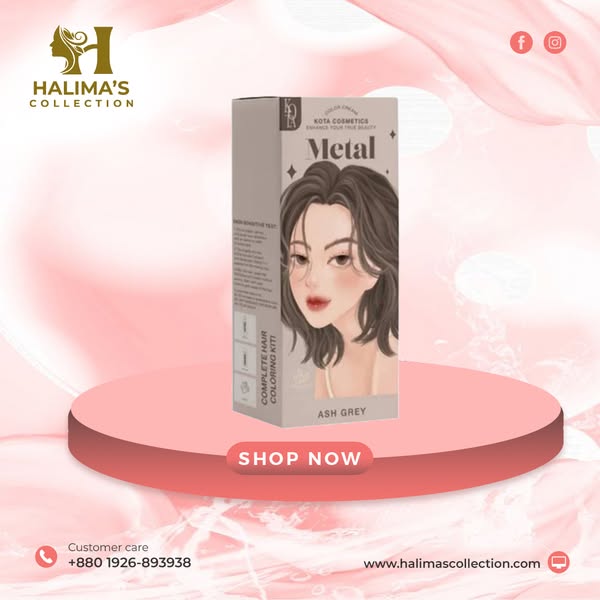 HALIMA'S
COLLECTION
KOTA
COLOR CREAM
KOTA COSMETICS
ENHANCE YOUR TRUE BEAUTY
Metal
COMPLETE HAIR
COLORING KIT!
ASH GREY
SHOP NOW
Customer care
+880 1926-893938
www.halimascollection.com